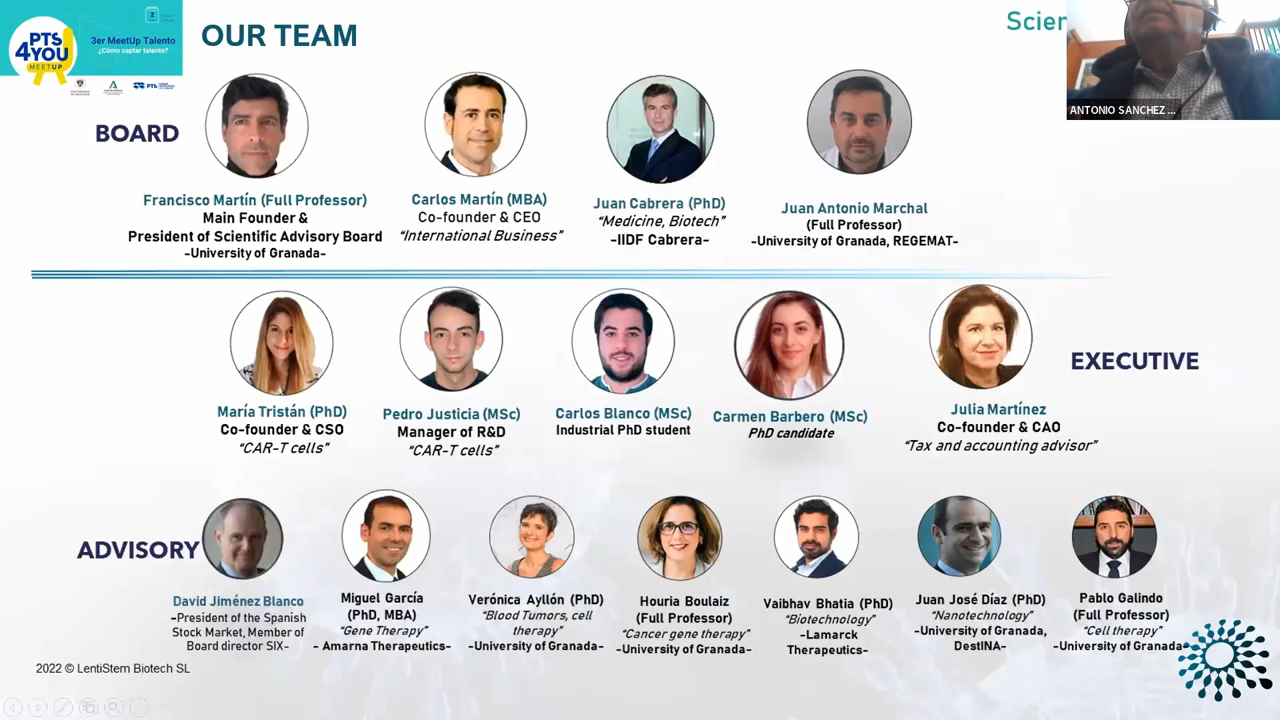 PTS
4YOU
MEETUP
3er MeetUp Talento
¿Cómo captar talento?
PTS
OUR TEAM
Scien
ANTONIO SANCHEZ ...
BOARD
Francisco Martín (Full Professor)
Main Founder &
President of Scientific Advisory Board
-University of Granada-
Carlos Martín (MBA)
Co-founder & CEO
“International Business”
Juan Cabrera (PhD)
“Medicine, Biotech”
-IIDF Cabrera-
Juan Antonio Marchal
(Full Professor)
-University of Granada, REGEMAT-
EXECUTIVE
María Tristán (PhD)
Co-founder & CSO
“CAR-T cells”
Pedro Justicia (MSc)
Manager of R&D
“CAR-T cells”
Carlos Blanco (MSc)
Industrial PhD student
Carmen Barbero (MSc)
PhD candidate
Julia Martínez
Co-founder & CAO
“Tax and accounting advisor”
ADVISORY
David Jiménez Blanco
-President of the Spanish
Stock Market, Member of
Board director SIX-
Miguel García
(PhD, MBA)
“Gene Therapy”
- Amarna Therapeutics-
Verónica Ayllón (PhD)
“Blood Tumors, cell
therapy”
-University of Granada-
Houria Boulaiz
(Full Professor)
“Cancer gene therapy”
-University of Granada-
Vaibhav Bhatia (PhD)
“Biotechnology”
-Lamarck
Therapeutics-
Juan José Díaz (PhD)
“Nanotechnology”
-University of Granada,
DestINA-
Pablo Galindo
(Full Professor)
“Cell therapy”
-University of Granada-
2022 © LentiStem Biotech SL